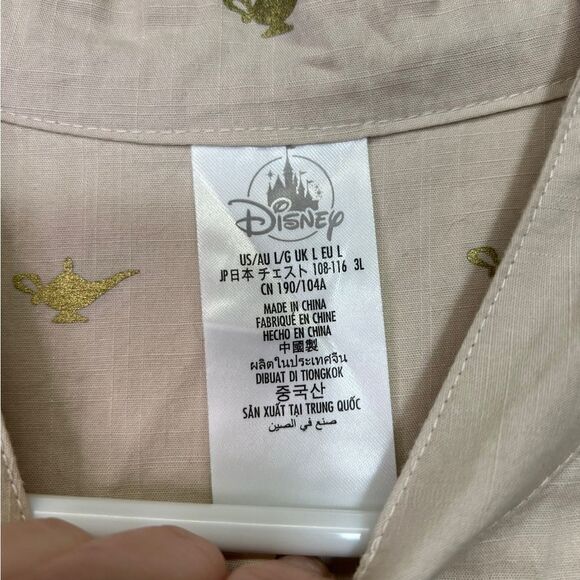 Disney
US/AU L/G UK L EU L
JP日本 チェスト 108-116 3L
CN 190/104A
MADE IN CHINA
FABRIQUÉ EN CHINE
HECHO EN CHINA
中國製
ผลิตในประเทศจีน
DIBUAT DI TIONGKOK
중국산
SẢN XUẤT TẠI TRUNG QUỐC
صنع في الصين